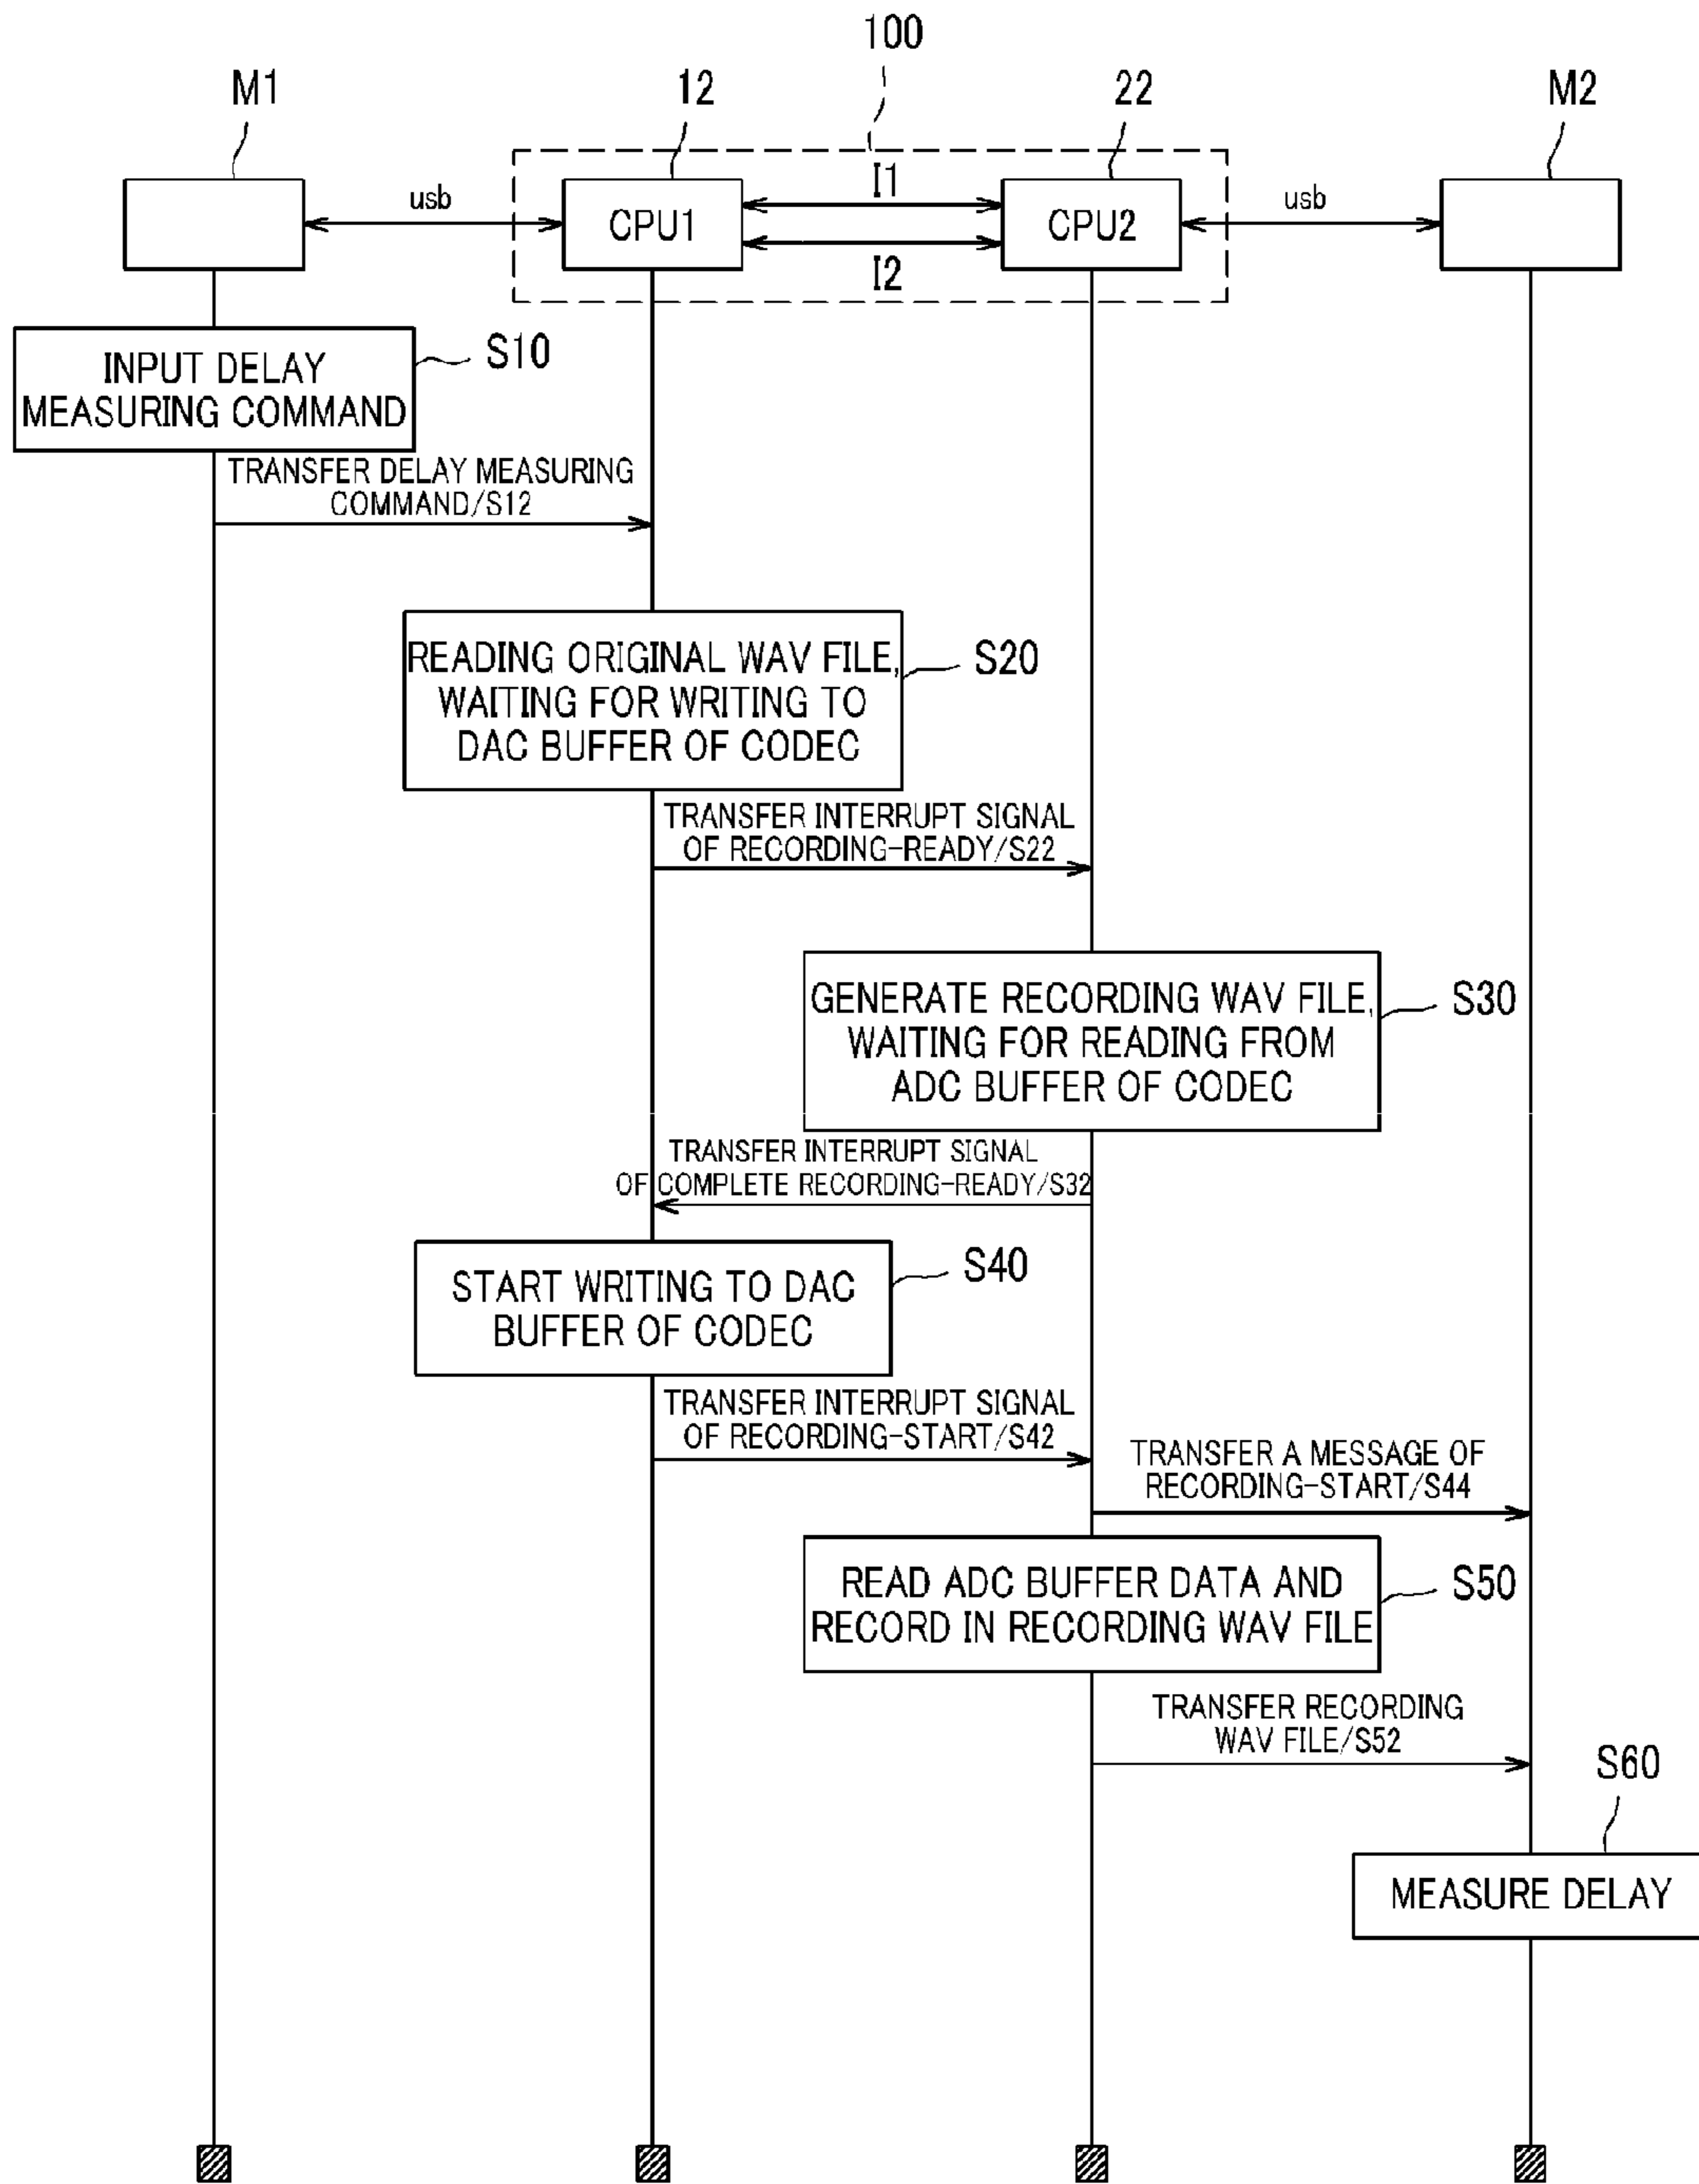 100
M1
12
22
M2
I1
usb
CPU1
CPU2
usb
I2
INPUT DELAY
MEASURING COMMAND
S10
TRANSFER DELAY MEASURING
COMMAND/S12
READING ORIGINAL WAV FILE,
WAITING FOR WRITING TO
DAC BUFFER OF CODEC
S20
TRANSFER INTERRUPT SIGNAL
OF RECORDING-READY/S22
GENERATE RECORDING WAV FILE,
WAITING FOR READING FROM
ADC BUFFER OF CODEC
S30
TRANSFER INTERRUPT SIGNAL
OF COMPLETE RECORDING-READY/S32
START WRITING TO DAC
BUFFER OF CODEC
S40
TRANSFER INTERRUPT SIGNAL
OF RECORDING-START/S42
TRANSFER A MESSAGE OF
RECORDING-START/S44
READ ADC BUFFER DATA AND
RECORD IN RECORDING WAV FILE
S50
TRANSFER RECORDING
WAV FILE/S52
S60
MEASURE DELAY